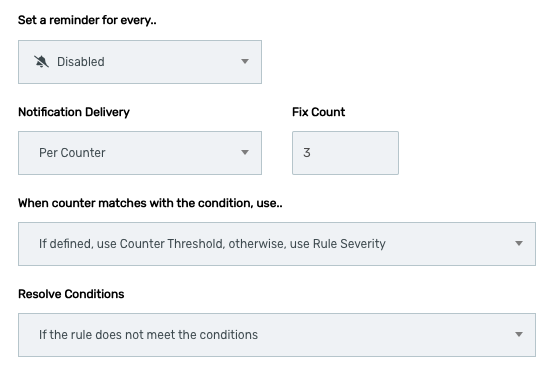 Set a reminder for every..
Disabled
Notification Delivery
Fix Count
Per Counter
3
When counter matches with the condition, use..
If defined, use Counter Threshold, otherwise, use Rule Severity
Resolve Conditions
If the rule does not meet the conditions